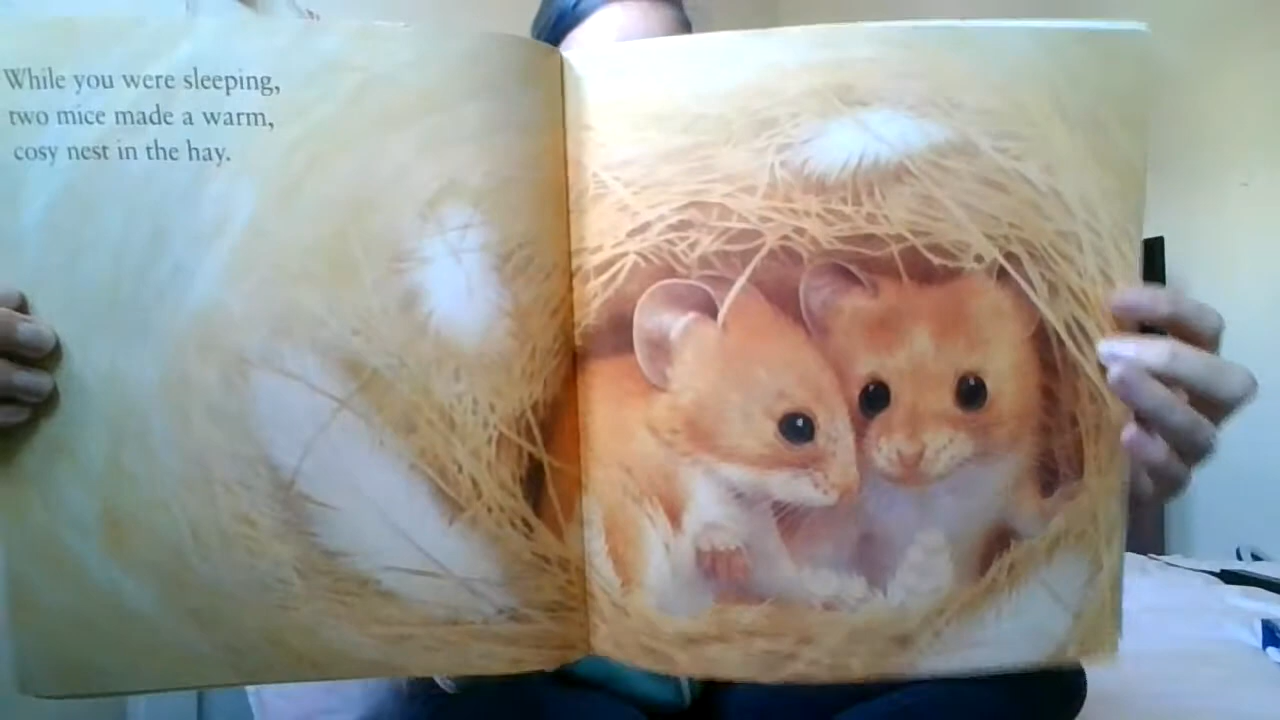 While you were sleeping,
two mice made a warm,
cosy nest in the hay.